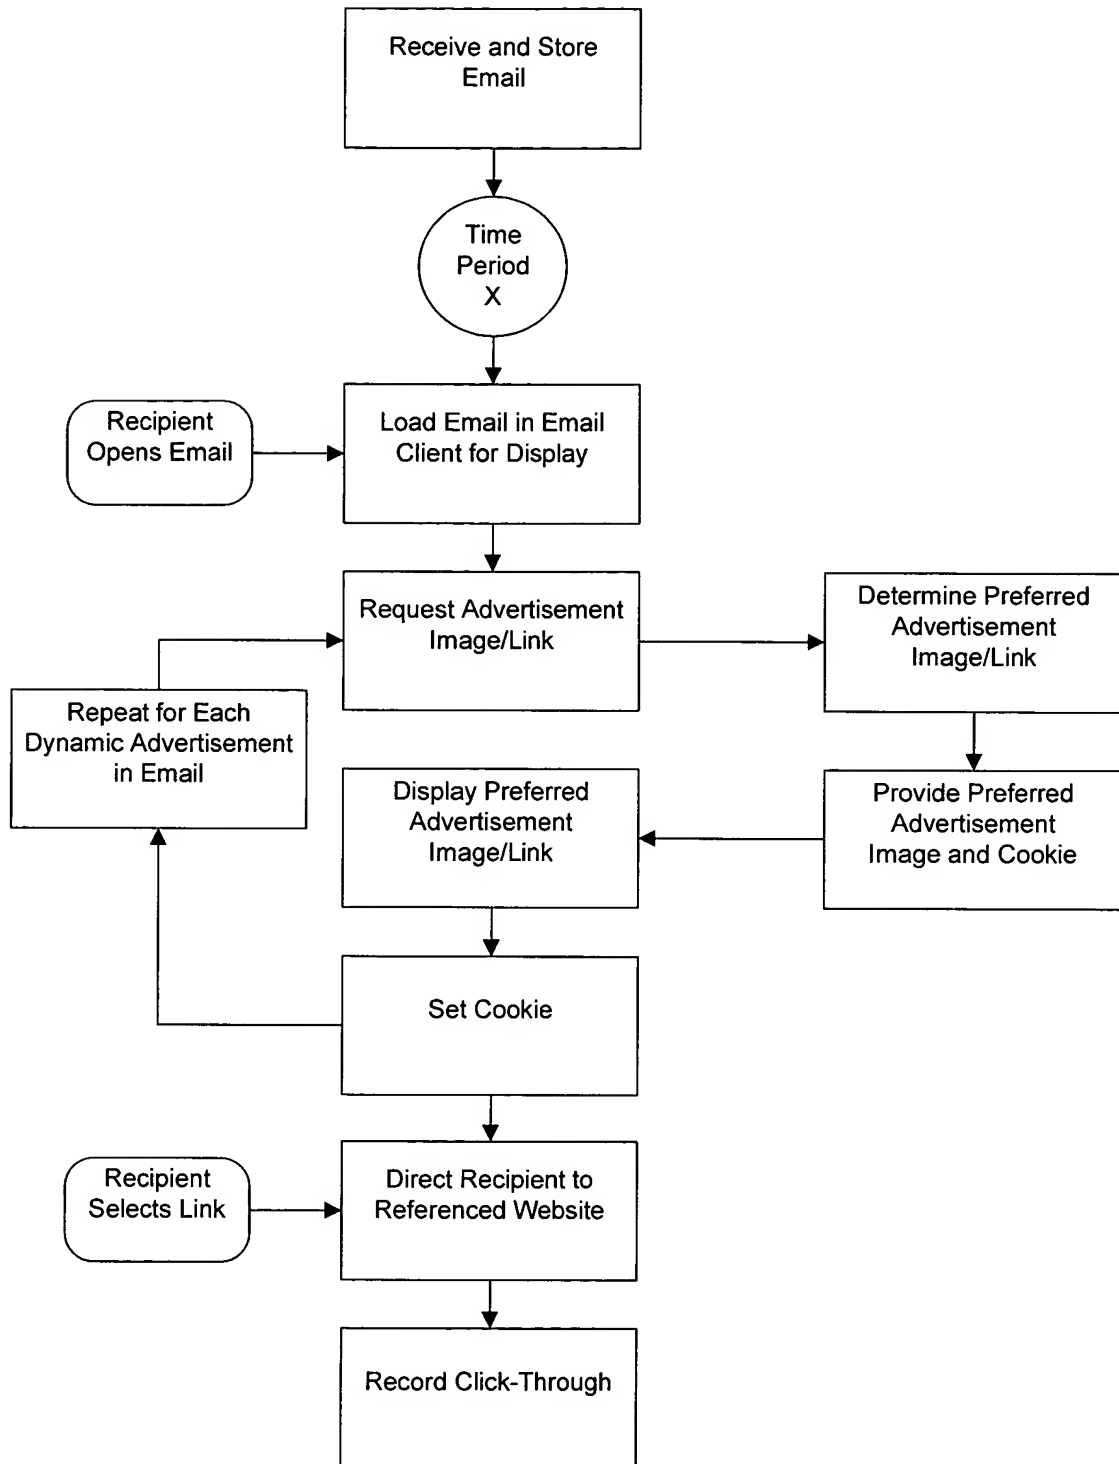 Receive and Store
Email
Time
Period
X
Recipient
Opens Email
Load Email in Email
Client for Display
Request Advertisement
Image/Link
Determine Preferred
Advertisement
Image/Link
Repeat for Each
Dynamic Advertisement
in Email
Display Preferred
Advertisement
Image/Link
Provide Preferred
Advertisement
Image and Cookie
Set Cookie
Recipient
Selects Link
Direct Recipient to
Referenced Website
Record Click-Through